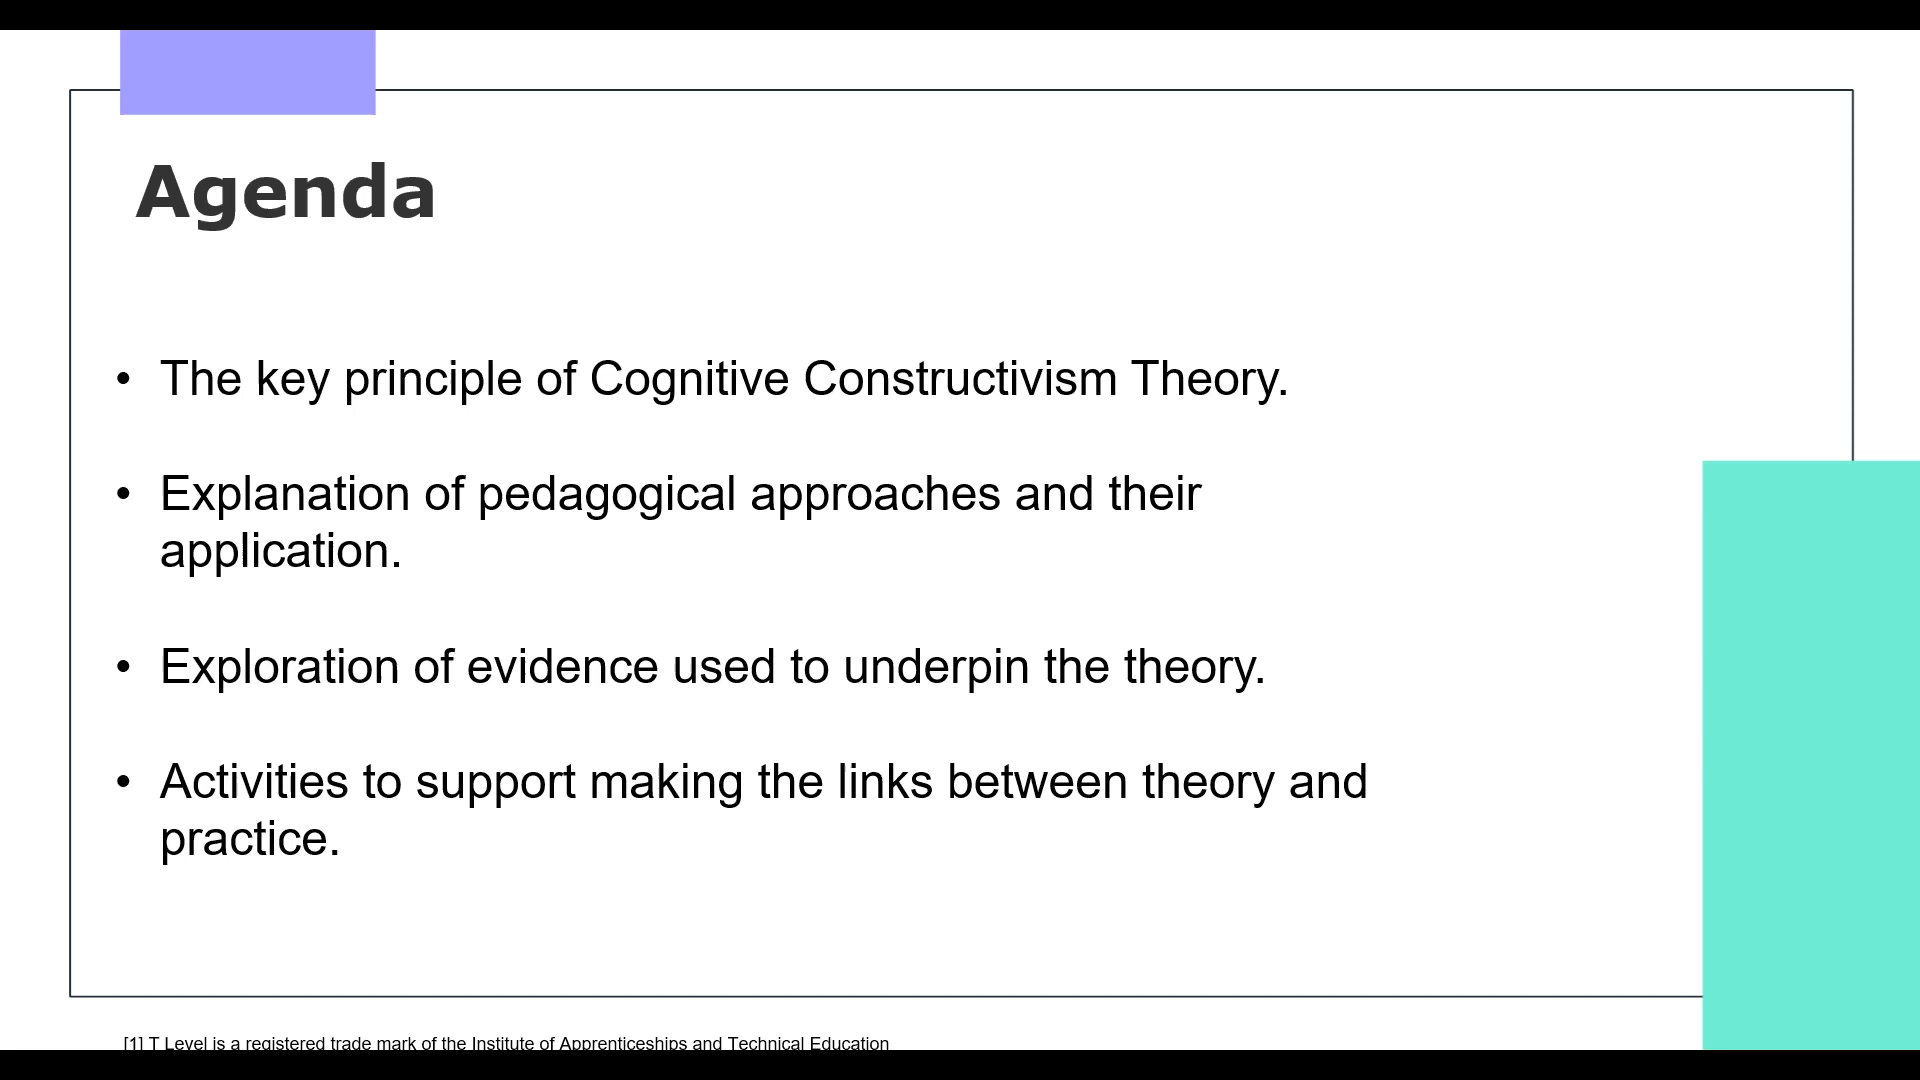 Agenda
• The key principle of Cognitive Constructivism Theory.
• Explanation of pedagogical approaches and their
application.
• Exploration of evidence used to underpin the theory.
• Activities to support making the links between theory and
practice.
[1] T Level is a registered trade mark of the Institute of Apprenticeships and Technical Education